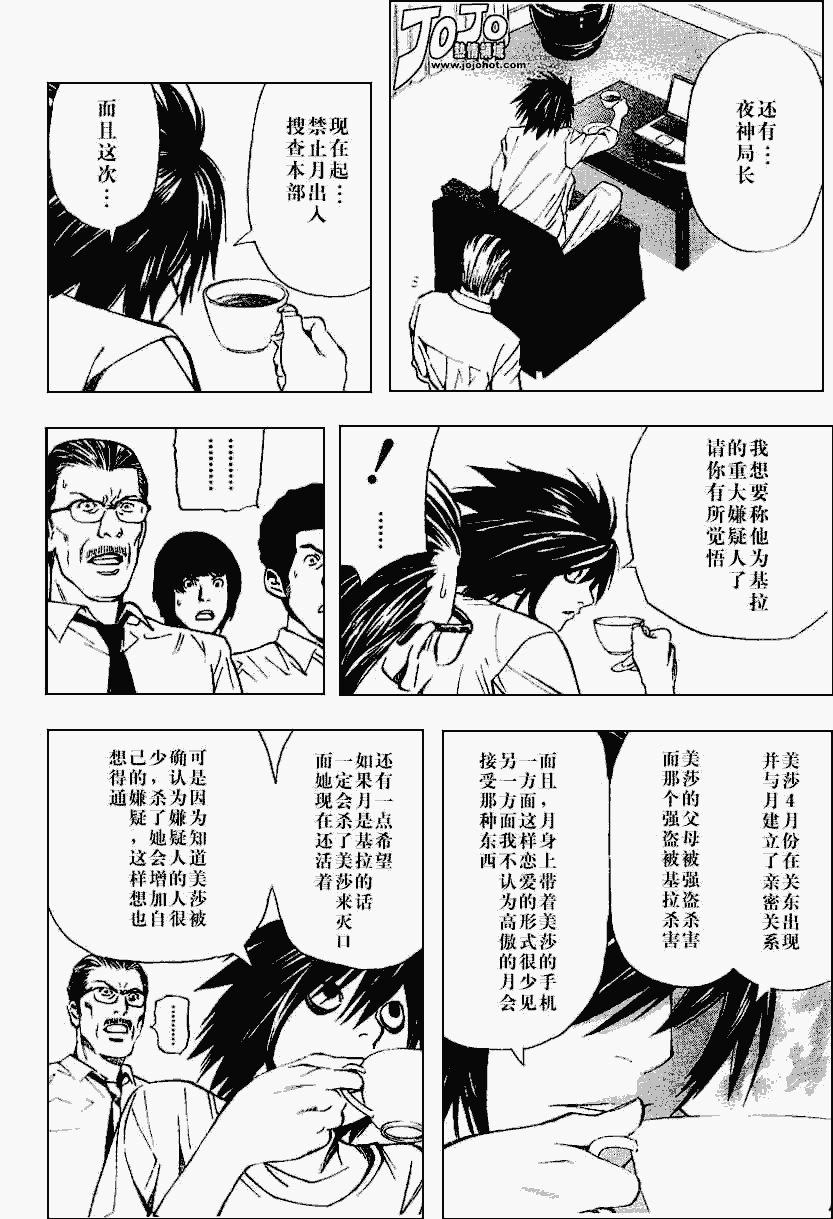 JOJO
热情領域
www.jojohot.com
还有…
夜神局长
现在起…
禁止月出入
搜查本部
而且这次…
我想要称他为基拉
的重大嫌疑人了
请你有所觉悟
！……
………
美莎4月份在关东出现
并与月建立了亲密关系
美莎的父母被强盗杀害
而那个强盗被基拉杀害
而且，月身上带着美莎的手机
一方面这样恋爱的形式很少见
另一方面我不认为高傲的月会
接受那种东西
还有一点希望
如果月是基拉的话
一定会杀了美莎来灭口
而她现在还活着
可是因为知道美莎被
确认为嫌疑人的人很
少，杀了她会增加自
己的嫌疑，这样想也
想得通
………